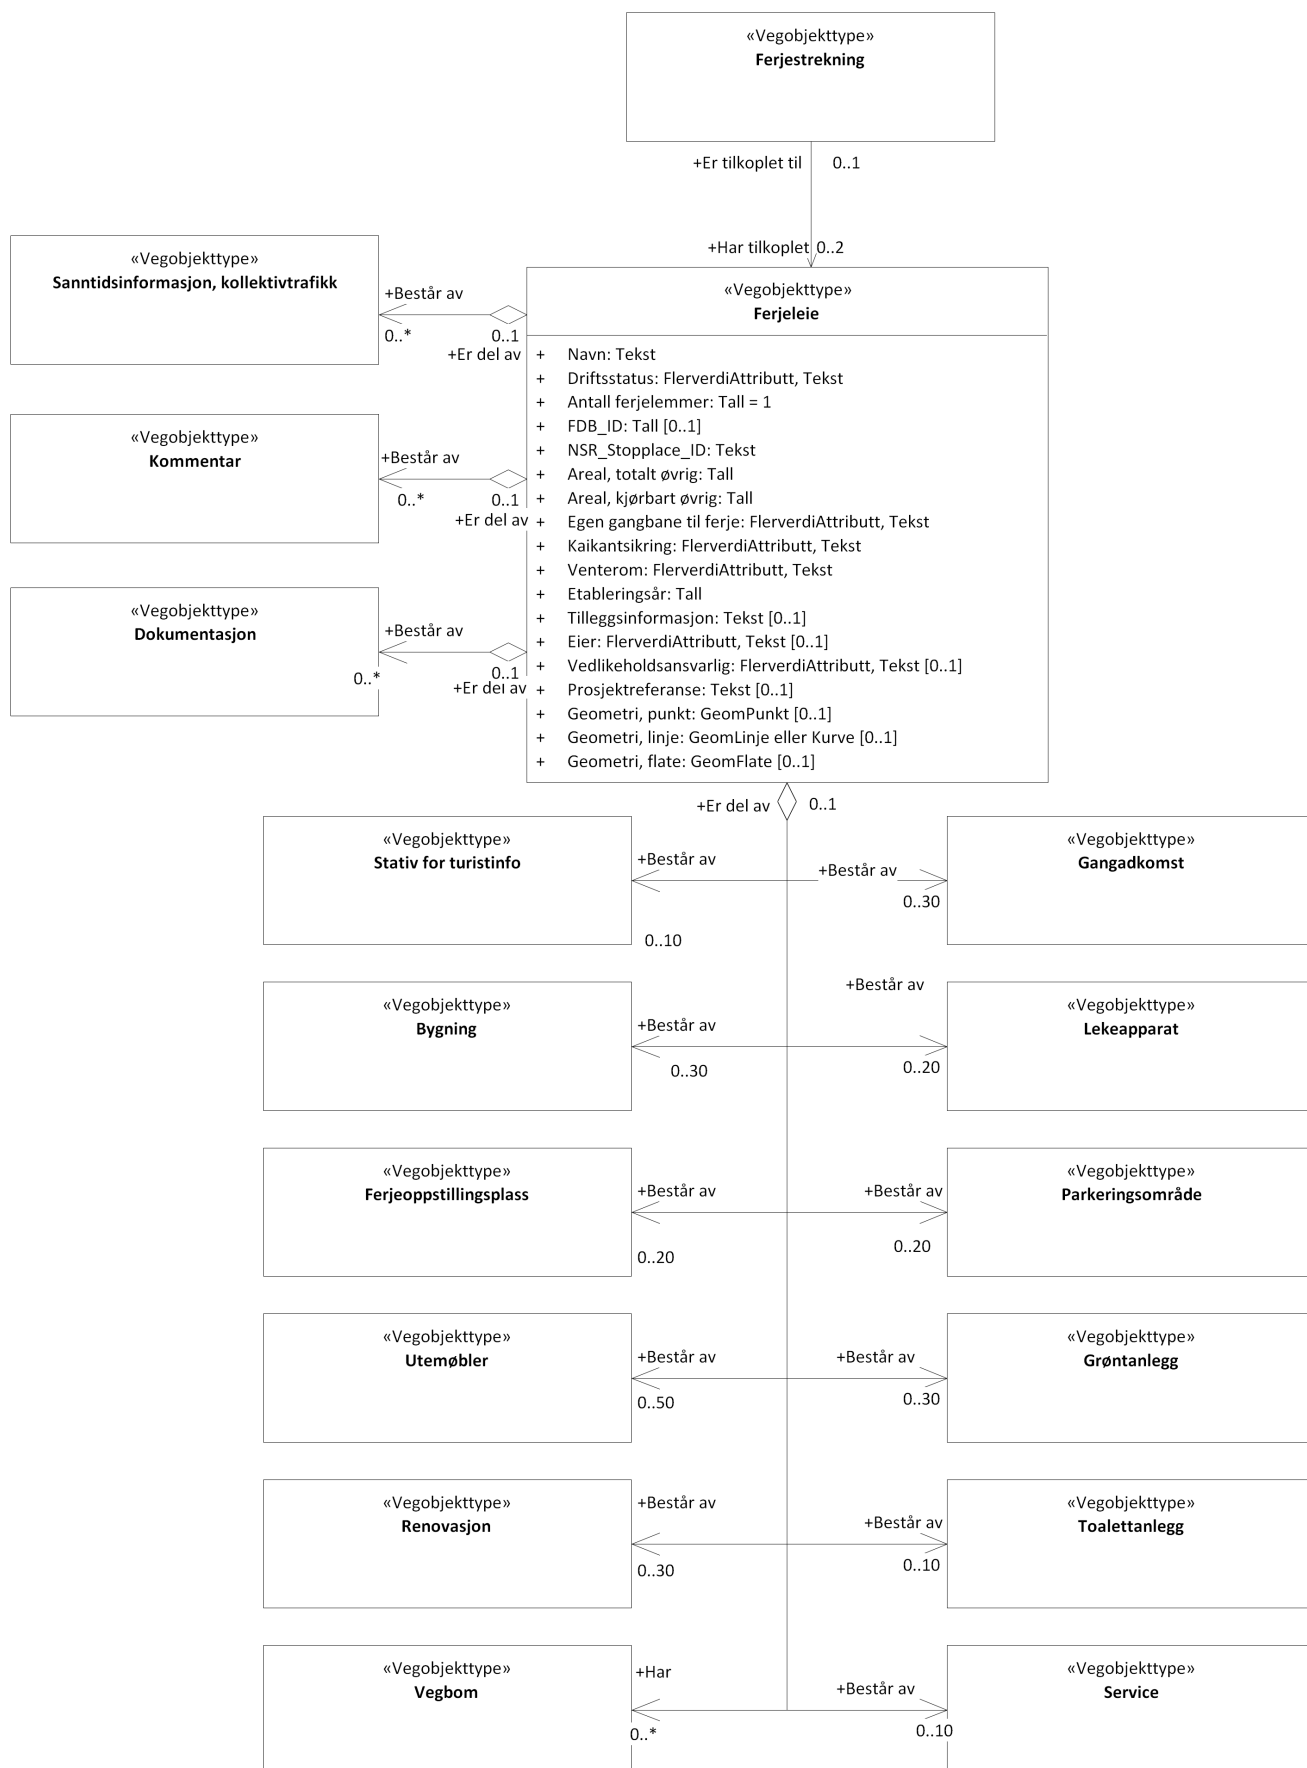 «Vegobjekttype»
Ferjestrekning
+Er tilkoplet til 0..1
+Har tilkoplet 0..2
«Vegobjekttype»
Sanntidsinformasjon, kollektivtrafikk
+Består av
0..* 0..1
+Er del av
«Vegobjekttype»
Kommentar
+Består av
0..* 0..1
+Er del av
«Vegobjekttype»
Dokumentasjon
+Består av
0..* 0..1
+Er del av
«Vegobjekttype»
Ferjeleie
+ Navn: Tekst
+ Driftsstatus: FlerverdiAttributt, Tekst
+ Antall ferjelemmer: Tall = 1
+ FDB_ID: Tall [0..1]
+ NSR_Stopplace_ID: Tekst
+ Areal, totalt øvrig: Tall
+ Areal, kjørbart øvrig: Tall
+ Egen gangbane til ferje: FlerverdiAttributt, Tekst
+ Kaikantsikring: FlerverdiAttributt, Tekst
+ Venterom: FlerverdiAttributt, Tekst
+ Etableringsår: Tall
+ Tilleggsinformasjon: Tekst [0..1]
+ Eier: FlerverdiAttributt, Tekst [0..1]
+ Vedlikeholdsansvarlig: FlerverdiAttributt, Tekst [0..1]
+ Prosjektreferanse: Tekst [0..1]
+ Geometri, punkt: GeomPunkt [0..1]
+ Geometri, linje: GeomLinje eller Kurve [0..1]
+ Geometri, flate: GeomFlate [0..1]
+Er del av 0..1
«Vegobjekttype»
Stativ for turistinfo
+Består av
0..10
«Vegobjekttype»
Gangadkomst
+Består av
0..30
«Vegobjekttype»
Bygning
+Består av
0..30
«Vegobjekttype»
Lekeapparat
+Består av
0..20
«Vegobjekttype»
Ferjeoppstillingsplass
+Består av
0..20
«Vegobjekttype»
Parkeringsområde
+Består av
0..20
«Vegobjekttype»
Utemøbler
+Består av
0..50
«Vegobjekttype»
Grøntanlegg
+Består av
0..30
«Vegobjekttype»
Renovasjon
+Består av
0..30
«Vegobjekttype»
Toalettanlegg
+Består av
0..10
«Vegobjekttype»
Vegbom
+Har
0..*
«Vegobjekttype»
Service
+Består av
0..10